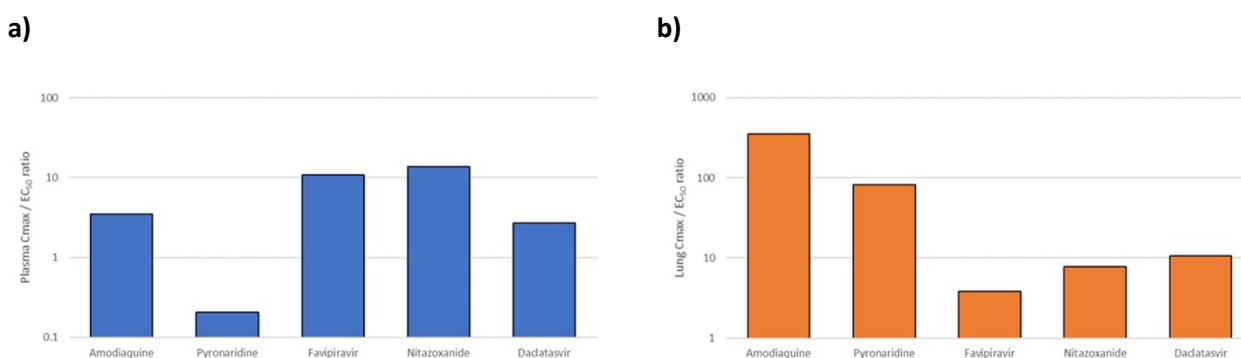 a)
Plasma Cmax / EC50 ratio
100
10
1
0.1
Amodiaquine Pyronaridine Favipiravir Nitazoxanide Daclatasvir
b)
Lung Cmax / EC50 ratio
1000
100
10
1
Amodiaquine Pyronaridine Favipiravir Nitazoxanide Daclatasvir